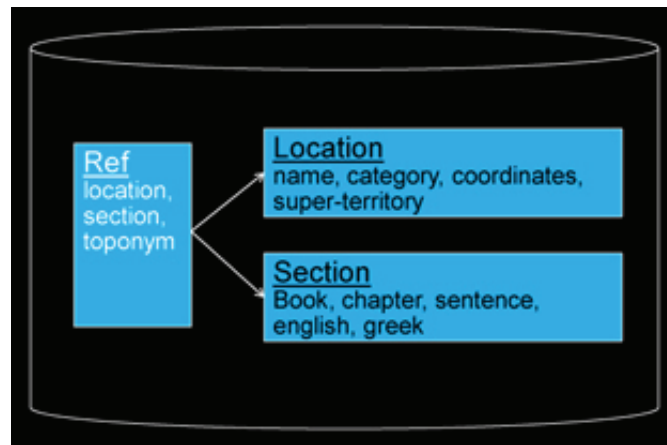 Ref
location,
section,
toponym
Location
name, category, coordinates,
super-territory
Section
Book, chapter, sentence,
english, greek